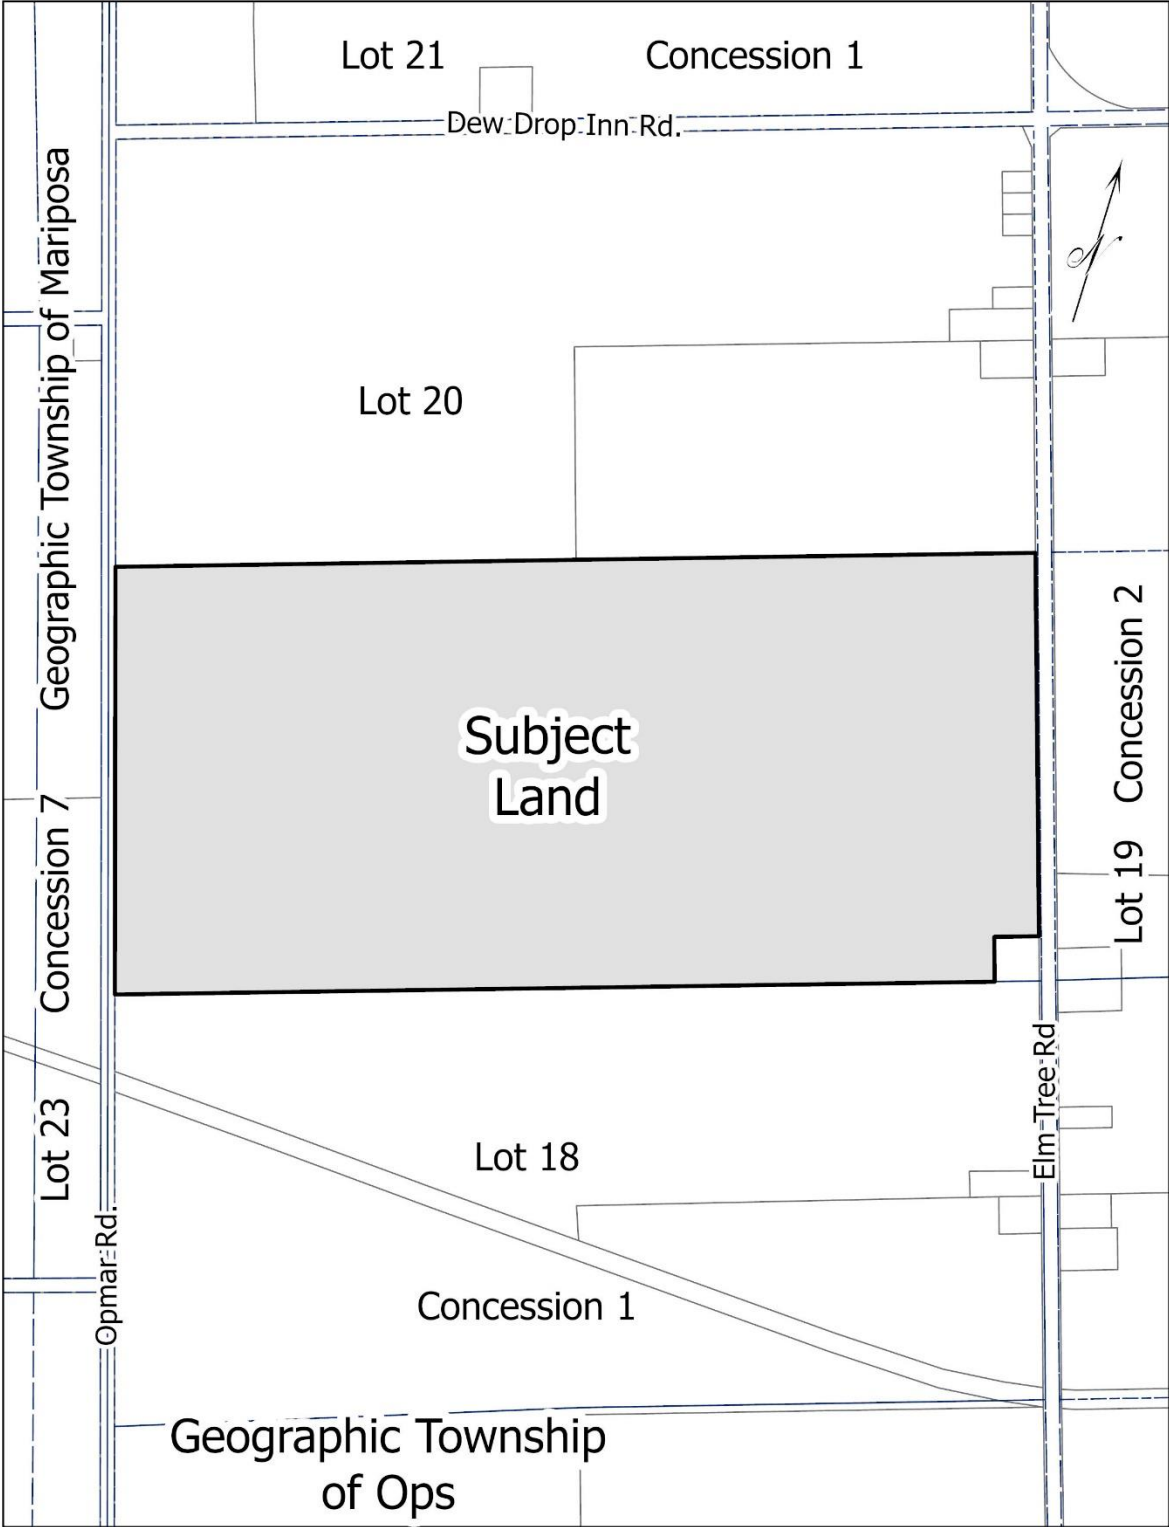 Lot 21
Concession 1
Dew Drop Inn Rd.
Geographic Township of Mariposa
N
Lot 20
Subject
Land
Concession 2
Lot 19
Concession 7
Lot 23
Elm Tree Rd
Lot 18
Opmar Rd.
Concession 1
Geographic Township
of Ops